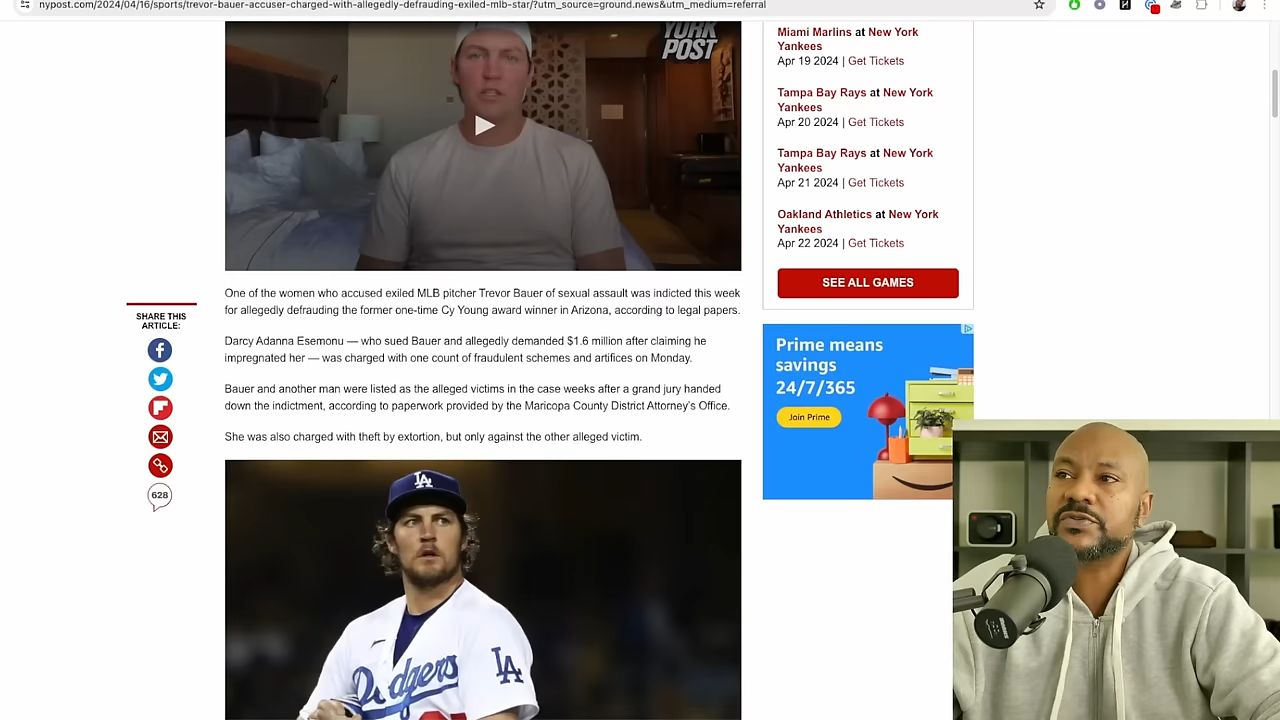 nypost.com/2024/04/16/sports/trevor-bauer-accuser-charged-with-allegedly-defrauding-exiled-mlb-star/?utm_source=ground.news&utm_medium=referral
YORK
POST
Miami Marlins at New York
Yankees
Apr 19 2024 | Get Tickets
Tampa Bay Rays at New York
Yankees
Apr 20 2024 | Get Tickets
Tampa Bay Rays at New York
Yankees
Apr 21 2024 | Get Tickets
Oakland Athletics at New York
Yankees
Apr 22 2024 | Get Tickets
SEE ALL GAMES
SHARE THIS
ARTICLE:
628
One of the women who accused exiled MLB pitcher Trevor Bauer of sexual assault was indicted this week
for allegedly defrauding the former one-time Cy Young award winner in Arizona, according to legal papers.
Darcy Adanna Esemonu — who sued Bauer and allegedly demanded $1.6 million after claiming he
impregnated her — was charged with one count of fraudulent schemes and artifices on Monday.
Bauer and another man were listed as the alleged victims in the case weeks after a grand jury handed
down the indictment, according to paperwork provided by the Maricopa County District Attorney's Office.
She was also charged with theft by extortion, but only against the other alleged victim.
Prime means
savings
24/7/365
Join Prime
LA
Dodgers
LA